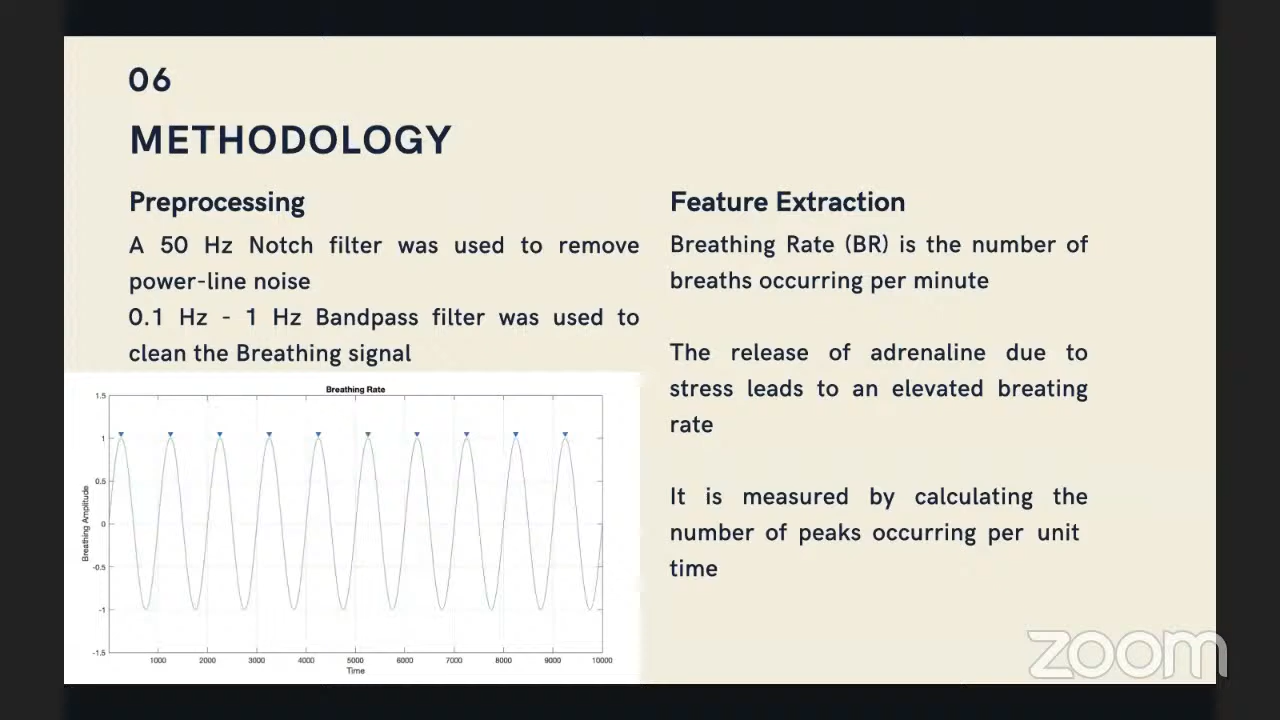 06
METHODOLOGY
Preprocessing
A 50 Hz Notch filter was used to remove
power-line noise
0.1 Hz - 1 Hz Bandpass filter was used to
clean the Breathing signal
Breathing Rate
1.5
1
0.5
0
-0.5
-1
-1.5
Breathing Amplitude
1000 2000 3000 4000 5000 6000 7000 8000 9000 10000
Time
Feature Extraction
Breathing Rate (BR) is the number of
breaths occurring per minute
The release of adrenaline due to
stress leads to an elevated breating
rate
It is measured by calculating the
number of peaks occurring per unit
time
zoom